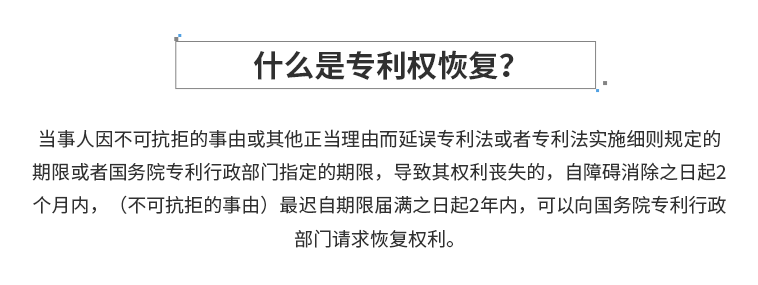 什么是专利权恢复?
当事人因不可抗拒的事由或其他正当理由而延误专利法或者专利法实施细则规定的
期限或者国务院专利行政部门指定的期限，导致其权利丧失的，自障碍消除之日起2
个月内，（不可抗拒的事由）最迟自期限届满之日起2年内，可以向国务院专利行政
部门请求恢复权利。